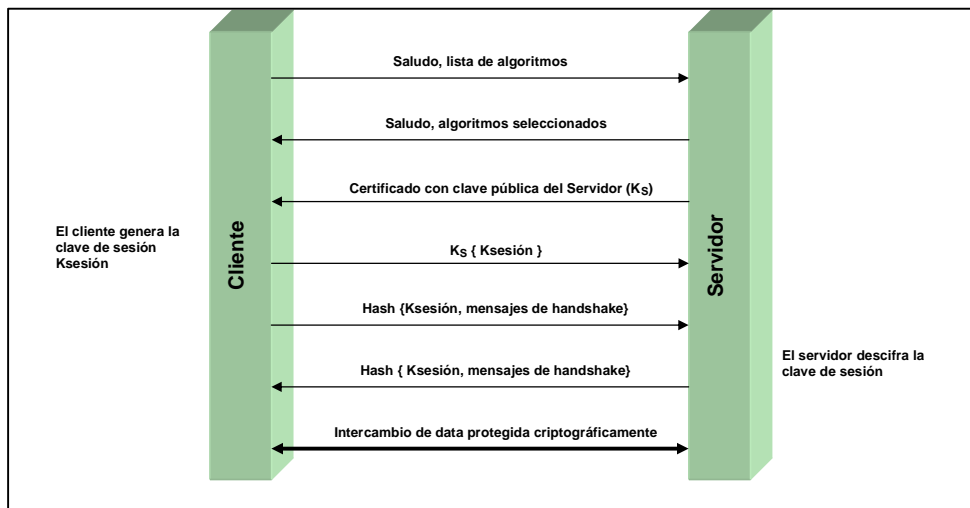 Saludo, lista de algoritmos
Saludo, algoritmos seleccionados
Certificado con clave pública del Servidor (KS)
El cliente genera la
clave de sesión
Ksesión
Cliente
Servidor
KS { Ksesión }
Hash {Ksesión, mensajes de handshake}
El servidor descifra la
clave de sesión
Hash { Ksesión, mensajes de handshake}
Intercambio de data protegida criptográficamente